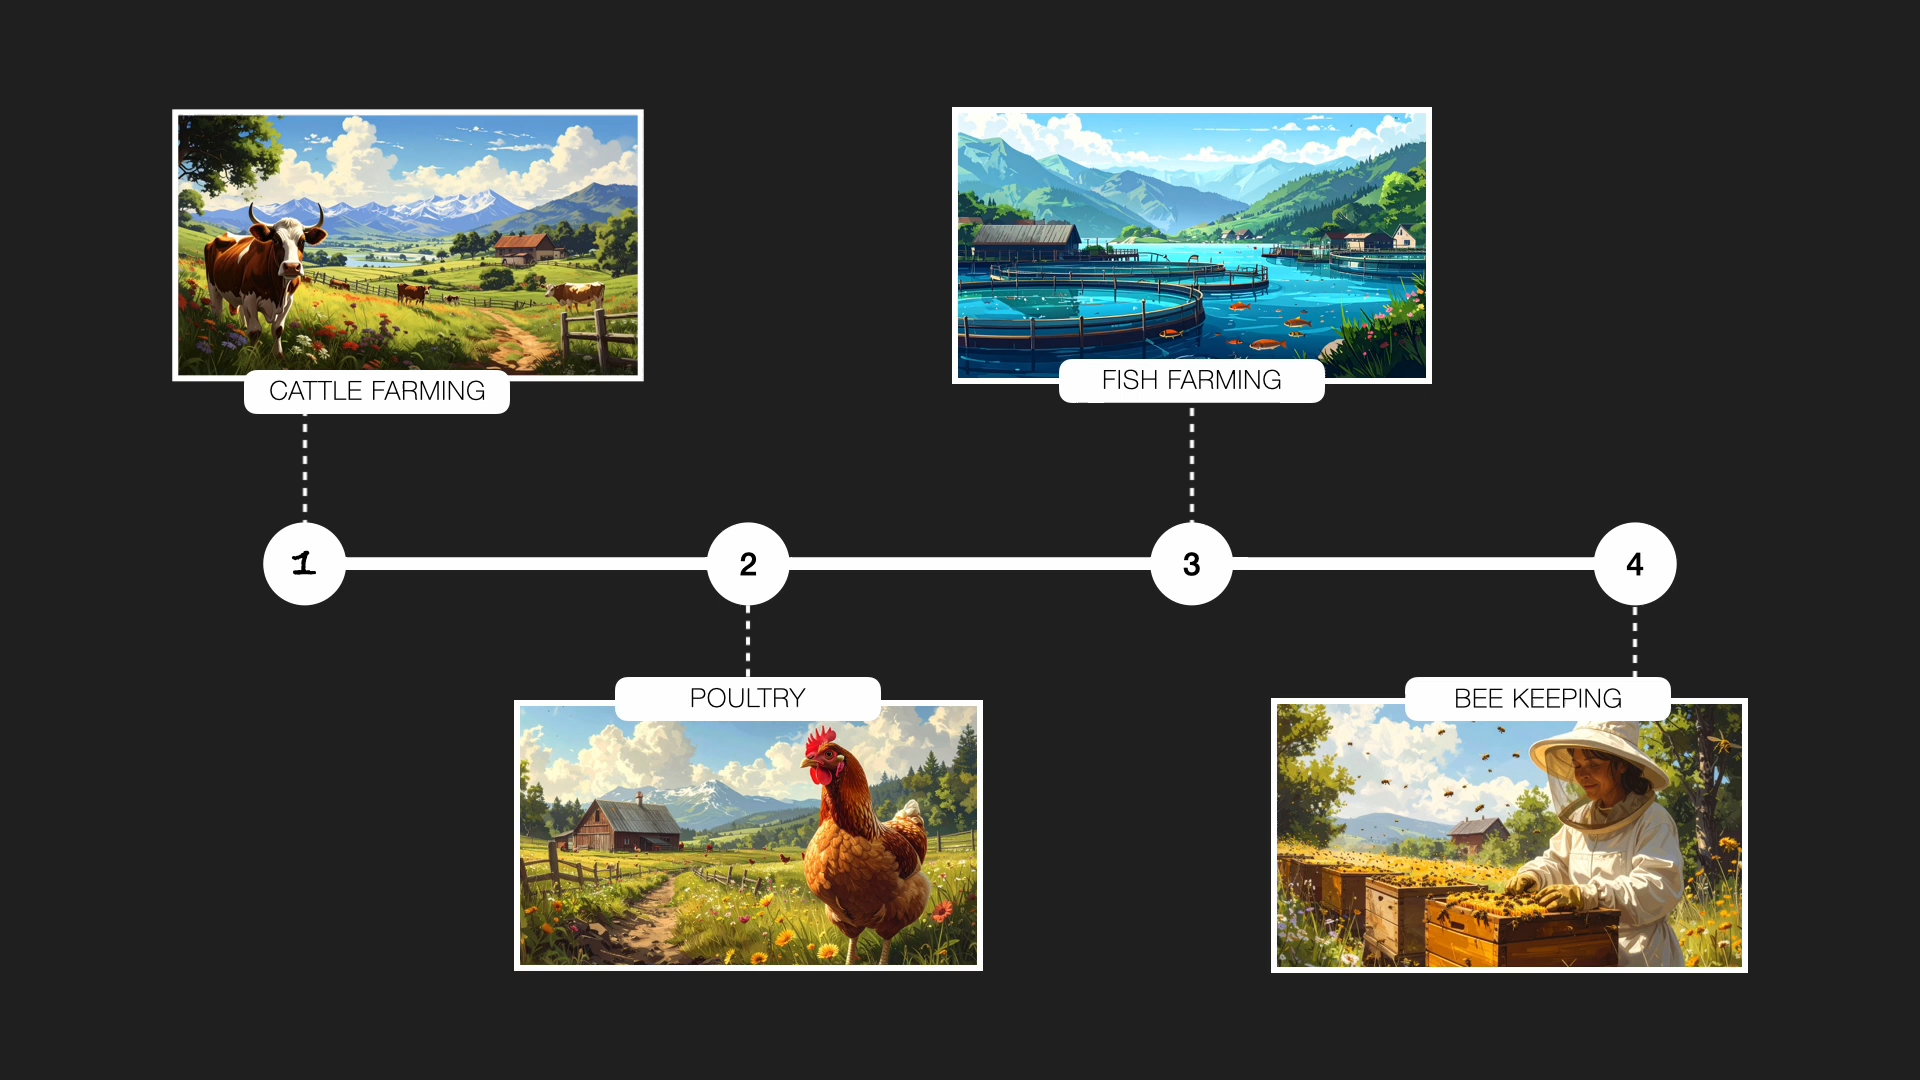 CATTLE FARMING
FISH FARMING
1
2
3
4
POULTRY
BEE KEEPING